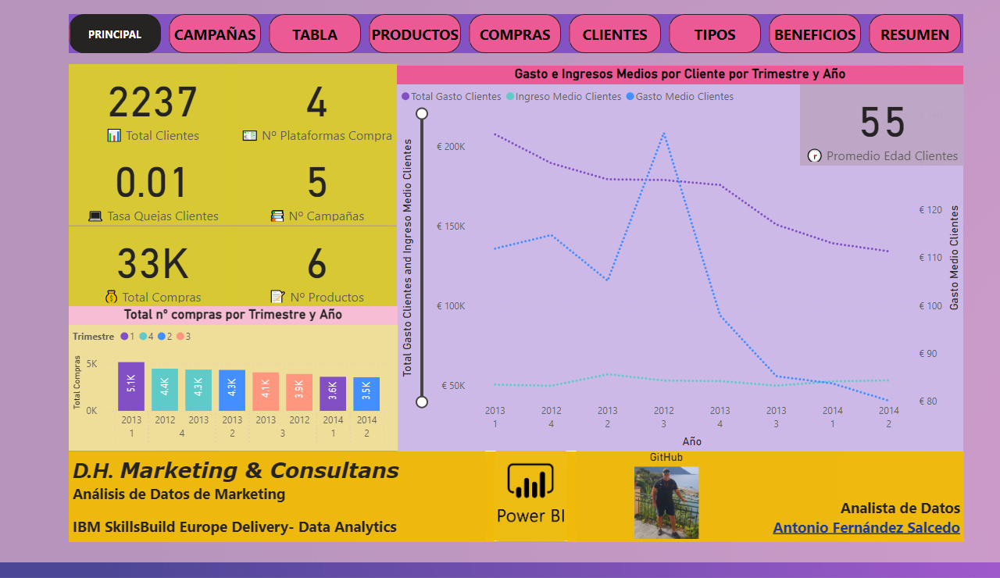 PRINCIPAL
CAMPAÑAS
TABLA
PRODUCTOS
COMPRAS
CLIENTES
TIPOS
BENEFICIOS
RESUMEN
2237
Total Clientes
4
Nº Plataformas Compra
0.01
Tasa Quejas Clientes
5
Nº Campañas
33K
Total Compras
6
Nº Productos
Total nº compras por Trimestre y Año
Trimestre 1 4 2 3
Total Compras
5K
0K
5.1K
4.4K
4.3K
4.3K
4.1K
3.9K
3.6K
3.5K
2013 2012 2013 2013 2013 2012 2014 2014
1 4 2 3 1 2
Gasto e Ingresos Medios por Cliente por Trimestre y Año
Total Gasto Clientes Ingreso Medio Clientes Gasto Medio Clientes
55
Promedio Edad Clientes
Total Gasto Clientes and Ingreso Medio Clientes
€ 200K
€ 150K
€ 100K
€ 50K
€ 120
€ 110
€ 100
€ 90
€ 80
Gasto Medio Clientes
2013 2012 2013 2012 2013 2013 2014 2014
1 4 2 3 4 3 1 2
Año
D.H. Marketing & Consultans
Análisis de Datos de Marketing
IBM SkillsBuild Europe Delivery- Data Analytics
Power BI
GitHub
Analista de Datos
Antonio Fernández Salcedo